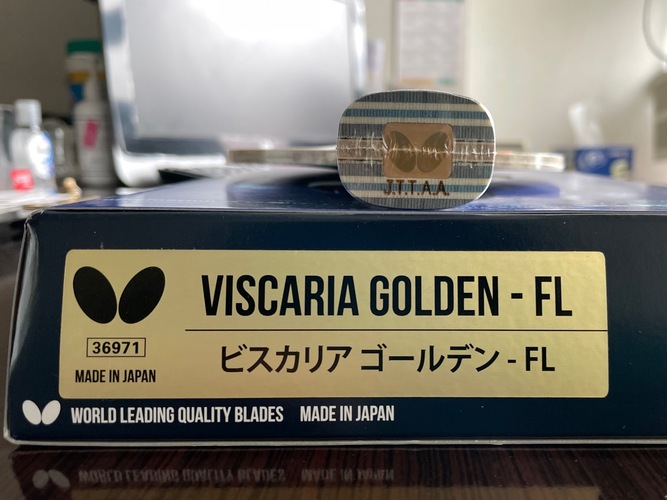 J.T.T.A.A.
VISCARIA GOLDEN - FL
ビスカリア ゴールデン - FL
36971
MADE IN JAPAN
WORLD LEADING QUALITY BLADES MADE IN JAPAN